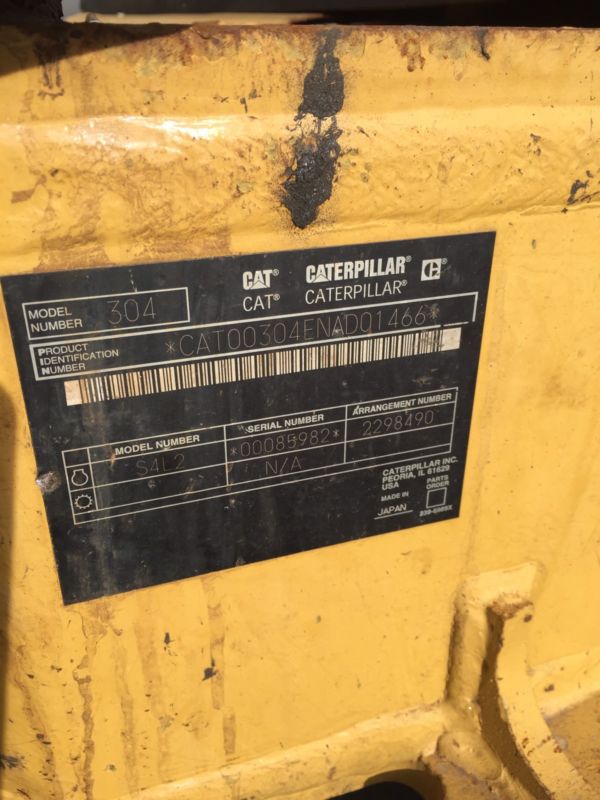 CAT® CATERPILLAR® C®
CAT® CATERPILLAR®
MODEL NUMBER 304
PRODUCT IDENTIFICATION NUMBER *CAT00304ENAD01466*
MODEL NUMBER SERIAL NUMBER ARRANGEMENT NUMBER
S4L2 *00085982* 2298490
N/A
CATERPILLAR INC.
PEORIA, IL 61629
USA
PARTS ORDER
MADE IN
JAPAN